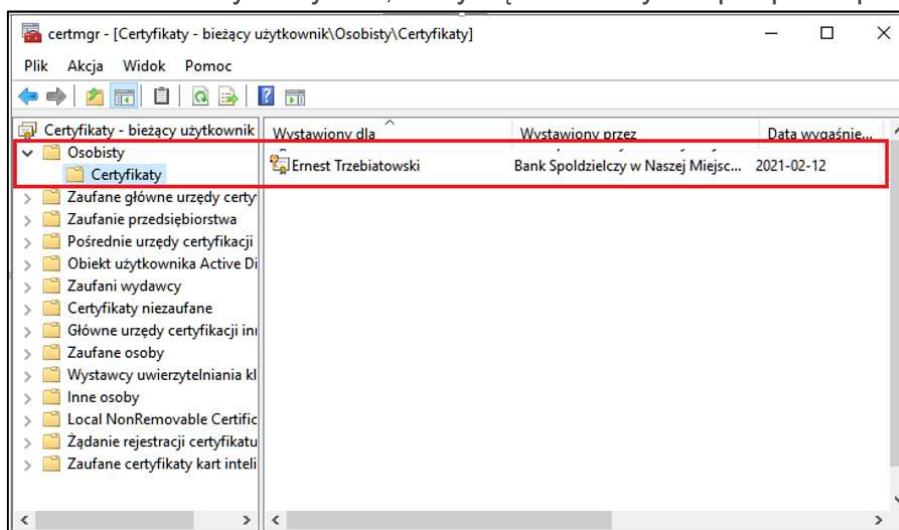 certmgr - [Certyfikaty - bieżący użytkownik\Osobisty\Certyfikaty]
Plik Akcja Widok Pomoc
Certyfikaty - bieżący użytkownik
Wystawiony dla Wystawiony przez Data wygaśnie...
Osobisty
Certyfikaty
Ernest Trzebiatowski Bank Spoldzielczy w Naszej Miejsc... 2021-02-12
Zaufane główne urzędy certy
Zaufanie przedsiębiorstwa
Pośrednie urzędy certyfikacji
Obiekt użytkownika Active Di
Zaufani wydawcy
Certyfikaty niezaufane
Główne urzędy certyfikacji inn
Zaufane osoby
Wystawcy uwierzytelniania kl
Inne osoby
Local NonRemovable Certific
Żądanie rejestracji certyfikatu
Zaufane certyfikaty kart inteli